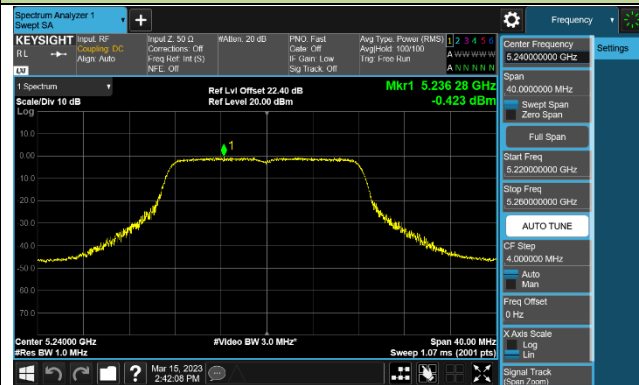 Spectrum Analyzer 1
Swept SA
+
Frequency
KEYSIGHT
RL
LXI
Input: RF
Coupling: DC
Align: Auto
Input Z: 50 Ω
Corrections: Off
Freq Ref: Int (S)
NFE: Off
#Atten: 20 dB
PNO: Fast
Gate: Off
IF Gain: Low
Sig Track: Off
Avg Type: Power (RMS)
Avg|Hold: 100/100
Trig: Free Run
1 2 3 4 5 6
A W W W W W
A N N N N N
Center Frequency
5.240000000 GHz
Settings
Span
40.0000000 MHz
Swept Span
Zero Span
Full Span
Start Freq
5.220000000 GHz
Stop Freq
5.260000000 GHz
AUTO TUNE
CF Step
4.000000 MHz
Auto
Man
Freq Offset
0 Hz
X Axis Scale
Log
Lin
Signal Track
(Span Zoom)
1 Spectrum
Scale/Div 10 dB
Log
Ref Lvl Offset 22.40 dB
Ref Level 20.00 dBm
Mkr1 5.236 28 GHz
-0.423 dBm
10.0
0.00
-10.0
-20.0
-30.0
-40.0
-50.0
-60.0
-70.0
1
Center 5.24000 GHz
#Res BW 1.0 MHz
#Video BW 3.0 MHz*
Span 40.00 MHz
Sweep 1.07 ms (2001 pts)
?
Mar 15, 2023
2:42:08 PM